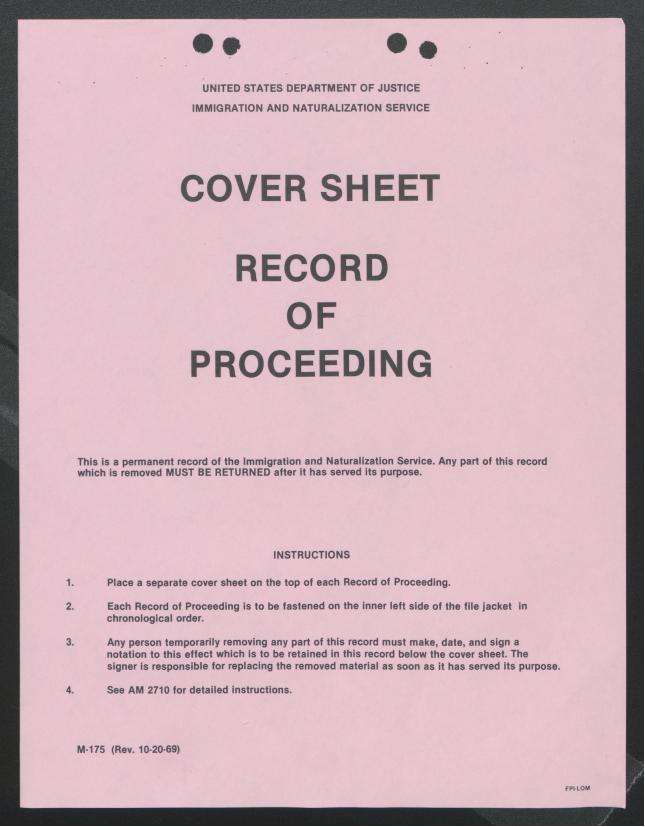 UNITED STATES DEPARTMENT OF JUSTICE
IMMIGRATION AND NATURALIZATION SERVICE
COVER SHEET
RECORD
OF
PROCEEDING
This is a permanent record of the Immigration and Naturalization Service. Any part of this record
which is removed MUST BE RETURNED after it has served its purpose.
INSTRUCTIONS
1. Place a separate cover sheet on the top of each Record of Proceeding.
2. Each Record of Proceeding is to be fastened on the inner left side of the file jacket in
chronological order.
3. Any person temporarily removing any part of this record must make, date, and sign a
notation to this effect which is to be retained in this record below the cover sheet. The
signer is responsible for replacing the removed material as soon as it has served its purpose.
4. See AM 2710 for detailed instructions.
M-175 (Rev. 10-20-69)
FPI-LOM